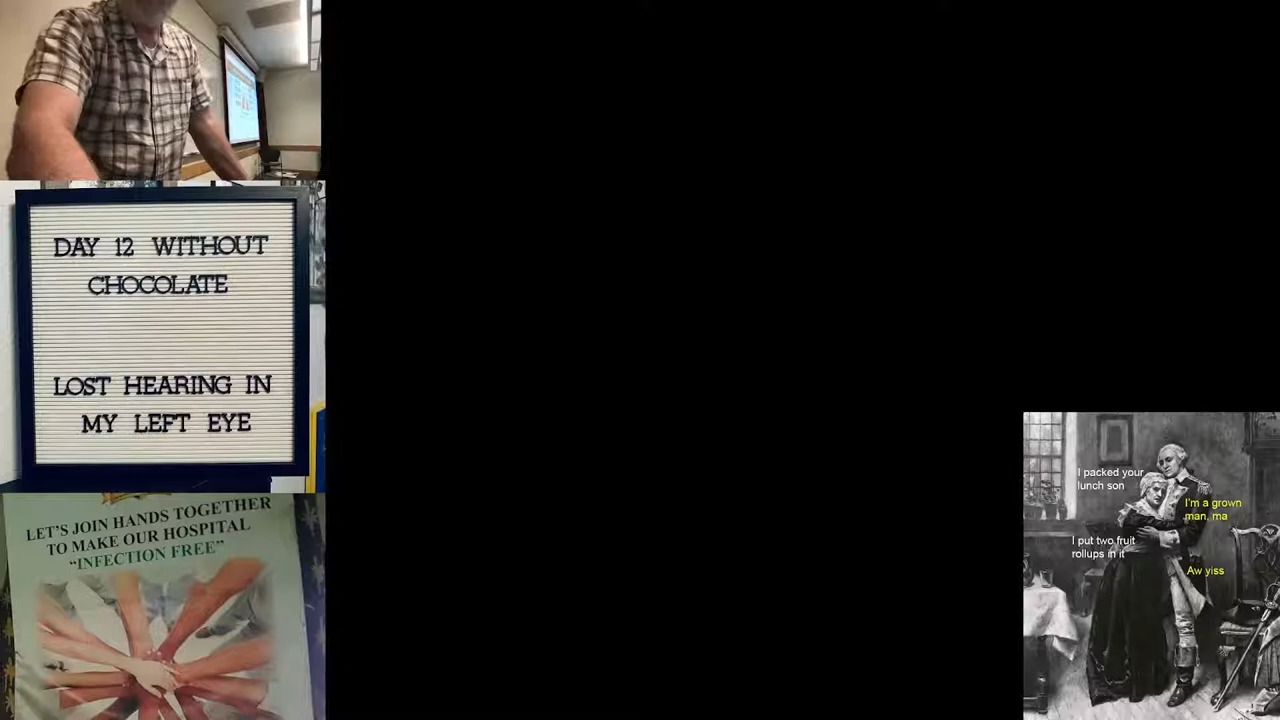 DAY 12 WITHOUT
CHOCOLATE
LOST HEARING IN
MY LEFT EYE
LET'S JOIN HANDS TOGETHER
TO MAKE OUR HOSPITAL
"INFECTION FREE"
I packed your
lunch son
I'm a grown
man, ma
I put two fruit
rollups in it
Aw yiss